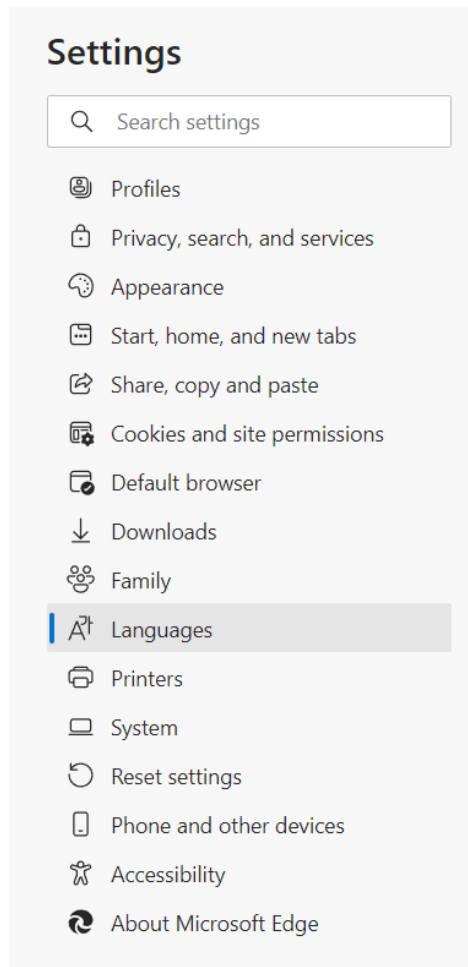 Settings
Search settings
Profiles
Privacy, search, and services
Appearance
Start, home, and new tabs
Share, copy and paste
Cookies and site permissions
Default browser
Downloads
Family
Languages
Printers
System
Reset settings
Phone and other devices
Accessibility
About Microsoft Edge